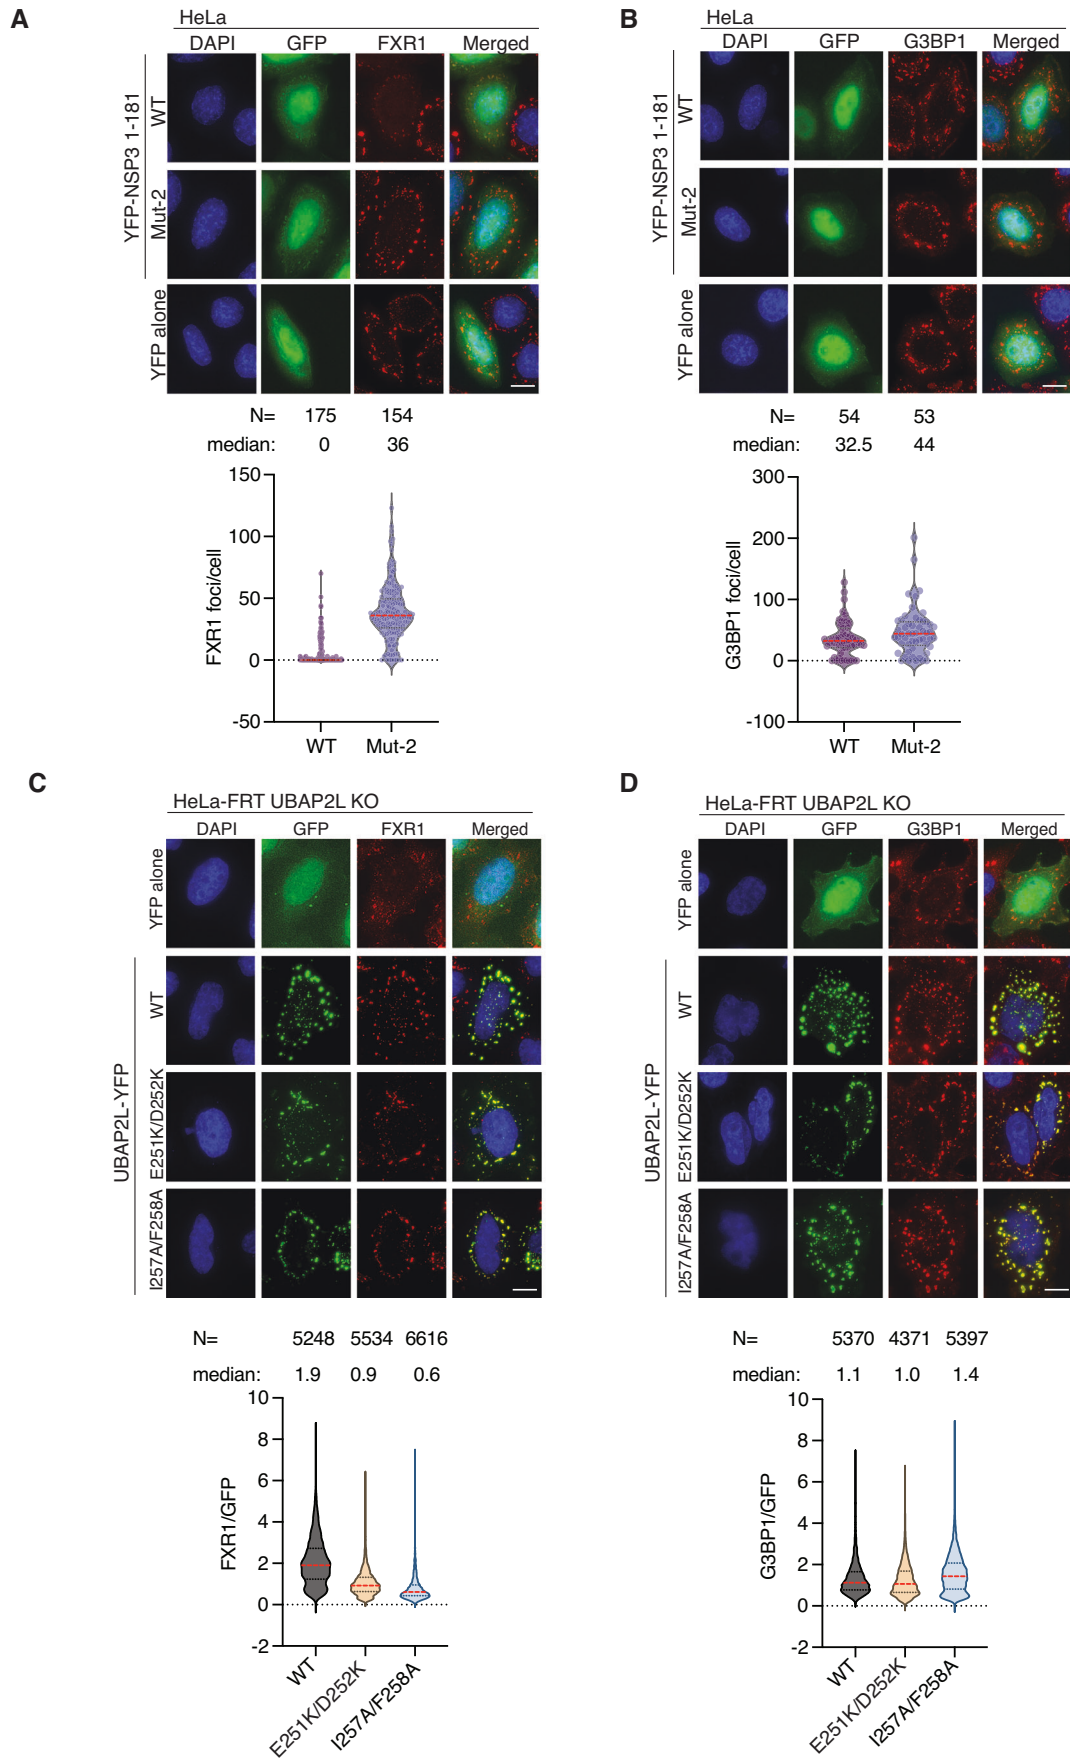 A
HeLa
DAPI GFP FXR1 Merged
YFP-NSP3 1-181
WT
Mut-2
YFP alone
N= 175 154
median: 0 36
FXR1 foci/cell
150
100
50
0
-50
WT Mut-2
B
HeLa
DAPI GFP G3BP1 Merged
YFP-NSP3 1-181
WT
Mut-2
YFP alone
N= 54 53
median: 32.5 44
G3BP1 foci/cell
300
200
100
0
-100
WT Mut-2
C
HeLa-FRT UBAP2L KO
DAPI GFP FXR1 Merged
YFP alone
UBAP2L-YFP
WT
E251K/D252K
I257A/F258A
N= 5248 5534 6616
median: 1.9 0.9 0.6
FXR1/GFP
10
8
6
4
2
0
-2
WT
E251K/D252K
I257A/F258A
D
HeLa-FRT UBAP2L KO
DAPI GFP G3BP1 Merged
YFP alone
UBAP2L-YFP
WT
E251K/D252K
I257A/F258A
N= 5370 4371 5397
median: 1.1 1.0 1.4
G3BP1/GFP
10
8
6
4
2
0
-2
WT
E251K/D252K
I257A/F258A